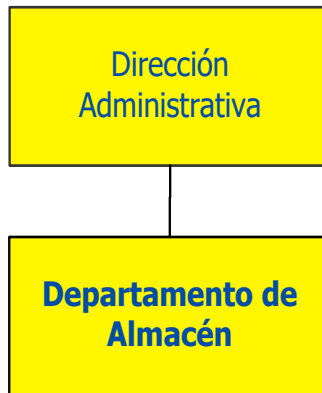 Dirección
Administrativa
Departamento de
Almacén